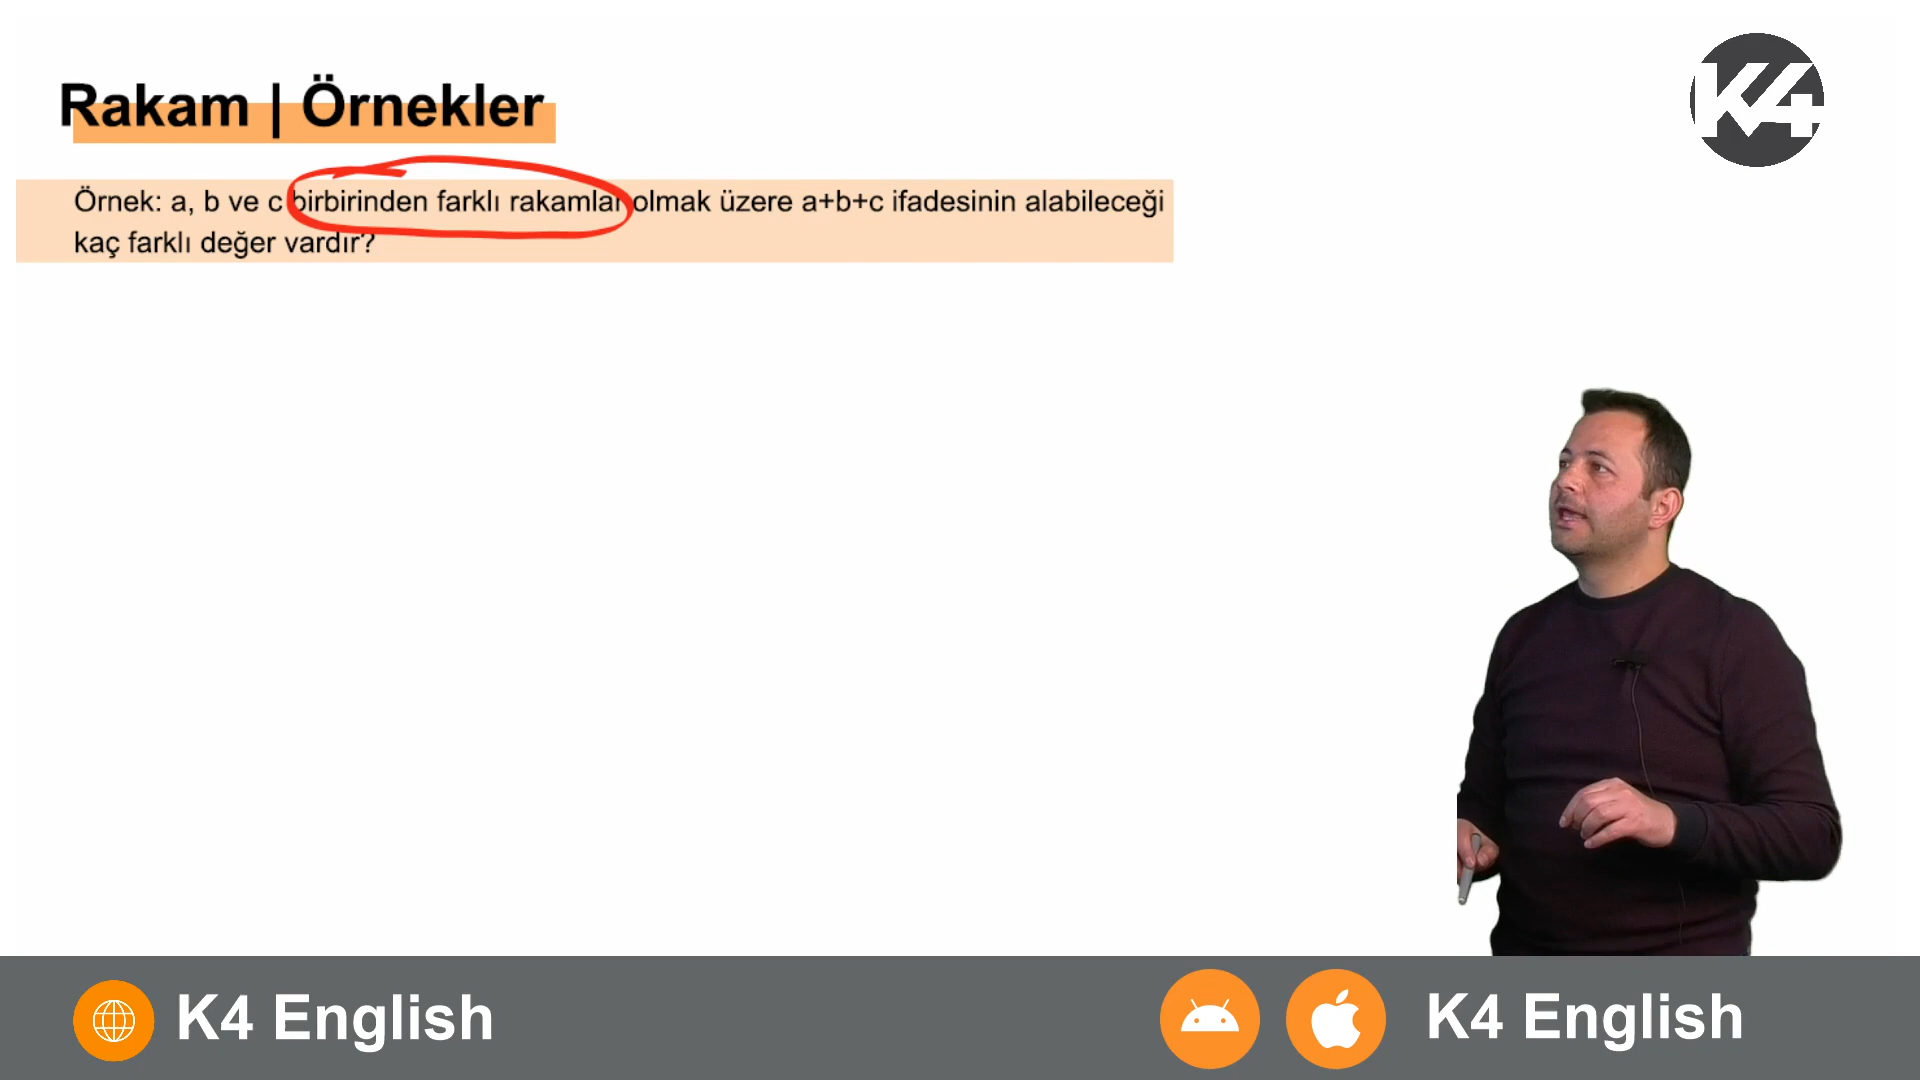 Rakam | Örnekler
K4
Örnek: a, b ve c birbirinden farklı rakamlar olmak üzere a+b+c ifadesinin alabileceği
kaç farklı değer vardır?
K4 English
K4 English